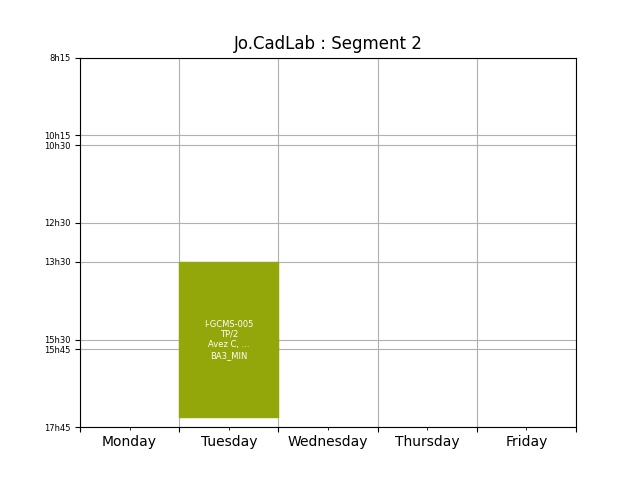 Jo.CadLab : Segment 2
8h15
10h15
10h30
12h30
13h30
I-GCMS-005
TP/2
Avez C, ...
BA3_MIN
15h30
15h45
17h45
Monday Tuesday Wednesday Thursday Friday